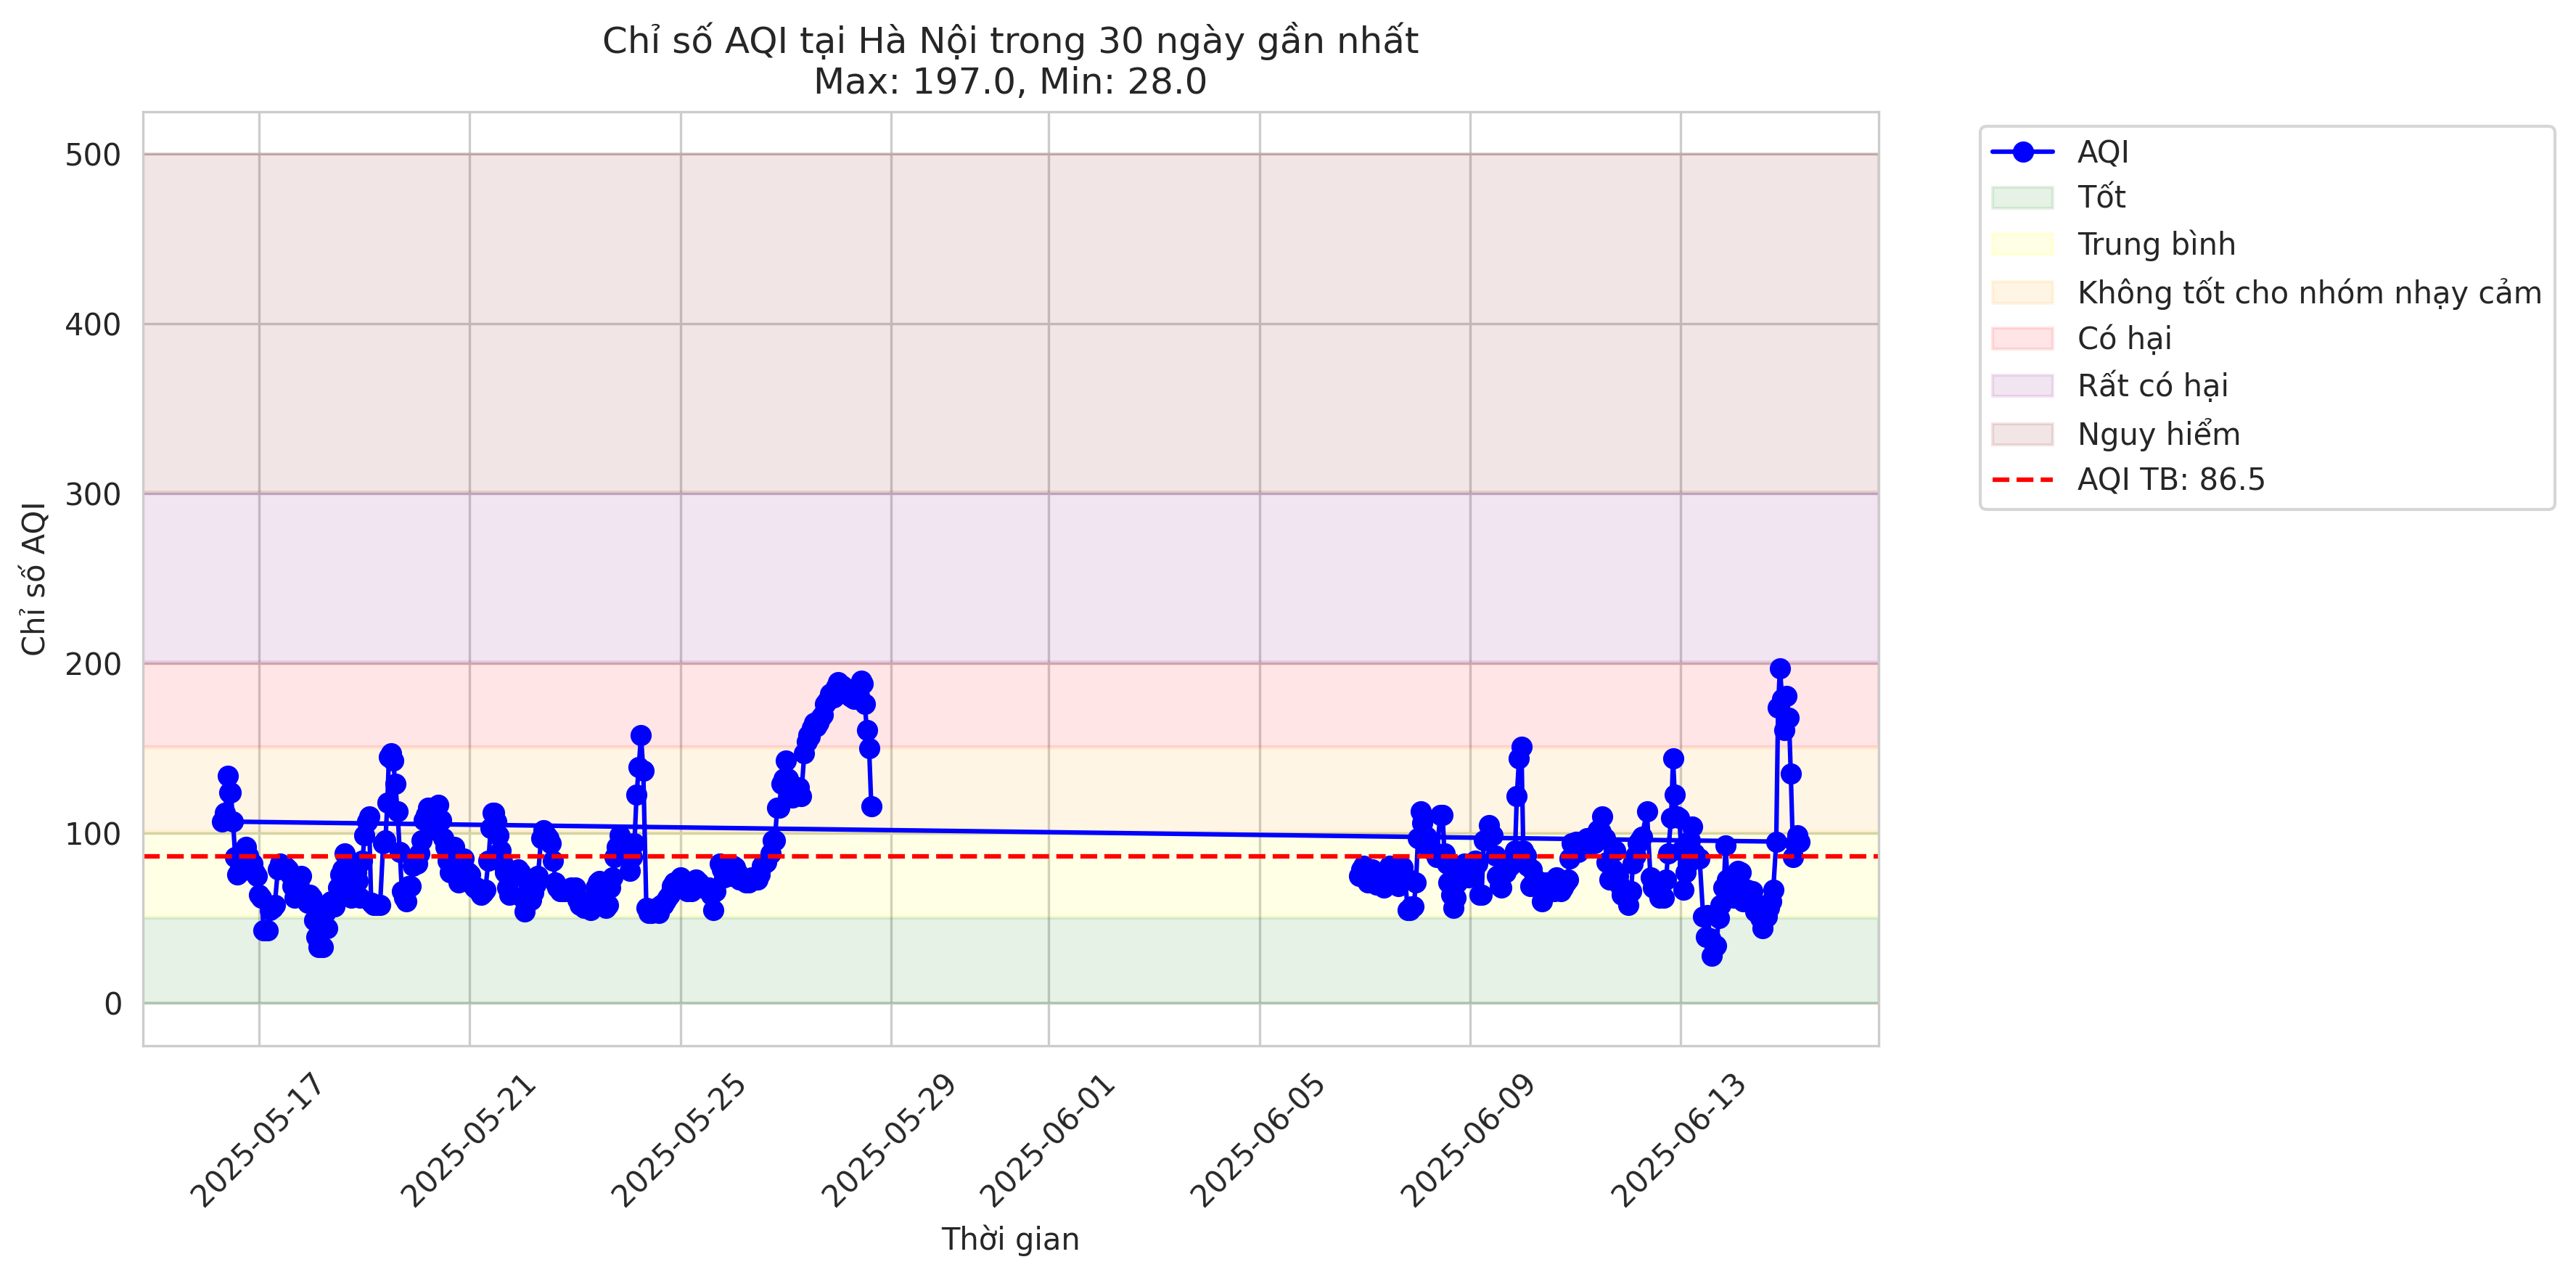 Chỉ số AQI tại Hà Nội trong 30 ngày gần nhất
Max: 197.0, Min: 28.0
Chỉ số AQI
500
400
300
200
100
0
2025-05-17
2025-05-21
2025-05-25
2025-05-29
2025-06-01
2025-06-05
2025-06-09
2025-06-13
Thời gian
AQI
Tốt
Trung bình
Không tốt cho nhóm nhạy cảm
Có hại
Rất có hại
Nguy hiểm
AQI TB: 86.5